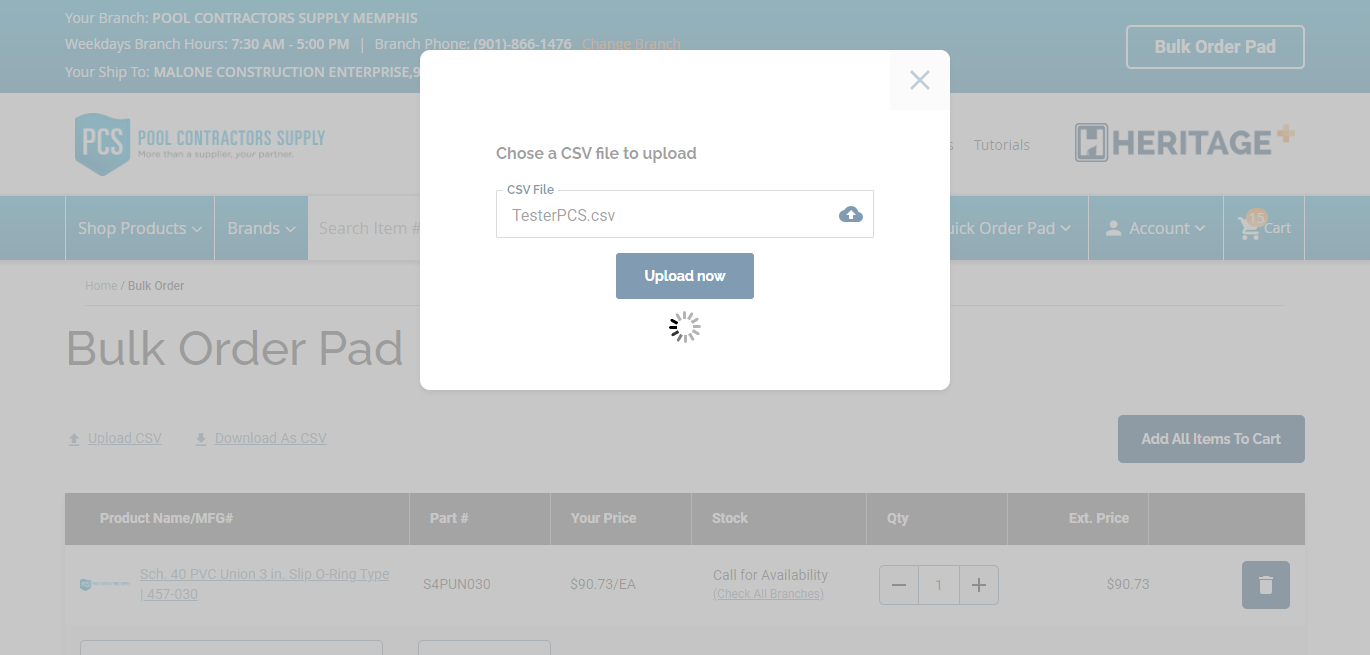 Your Branch: POOL CONTRACTORS SUPPLY MEMPHIS
Weekdays Branch Hours: 7:30 AM - 5:00 PM | Branch Phone: (901)-866-1476 Change Branch
Your Ship To: MALONE CONSTRUCTION ENTERPRISE,9
Bulk Order Pad
PCS POOL CONTRACTORS SUPPLY
More than a supplier, your partner.
s Tutorials
HERITAGE+
Shop Products
Brands
Search Item #
uick Order Pad
Account
15
Cart
Chose a CSV file to upload
CSV File
TesterPCS.csv
Upload now
Home / Bulk Order
Bulk Order Pad
Upload CSV
Download As CSV
Add All Items To Cart
Product Name/MFG# Part # Your Price Stock Qty Ext. Price
Sch. 40 PVC Union 3 in. Slip O-Ring Type
| 457-030
S4PUN030
$90.73/EA
Call for Availability
(Check All Branches)
1
$90.73